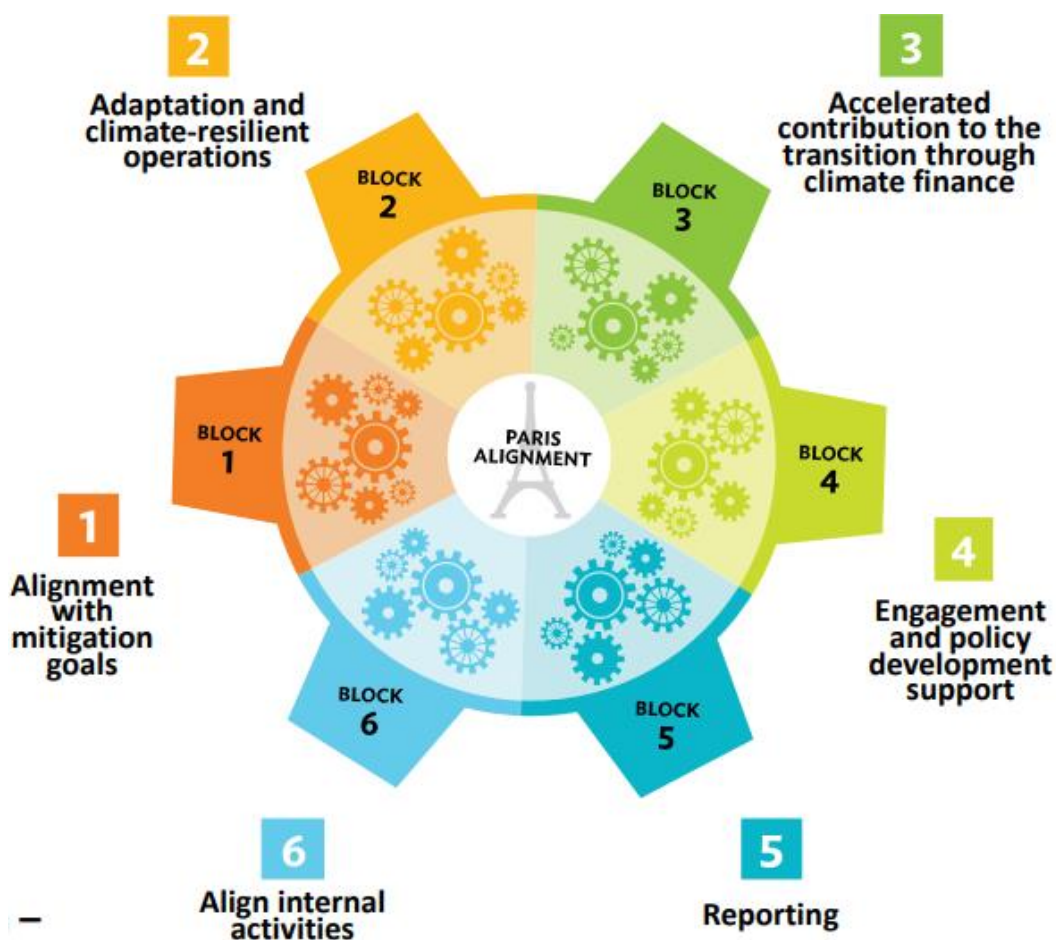 2
Adaptation and
climate-resilient
operations
3
Accelerated
contribution to the
transition through
climate finance
BLOCK
2
BLOCK
3
BLOCK
1
PARIS
ALIGNMENT
BLOCK
4
1
Alignment
with
mitigation
goals
4
Engagement
and policy
development
support
BLOCK
6
BLOCK
5
6
Align internal
activities
5
Reporting
–